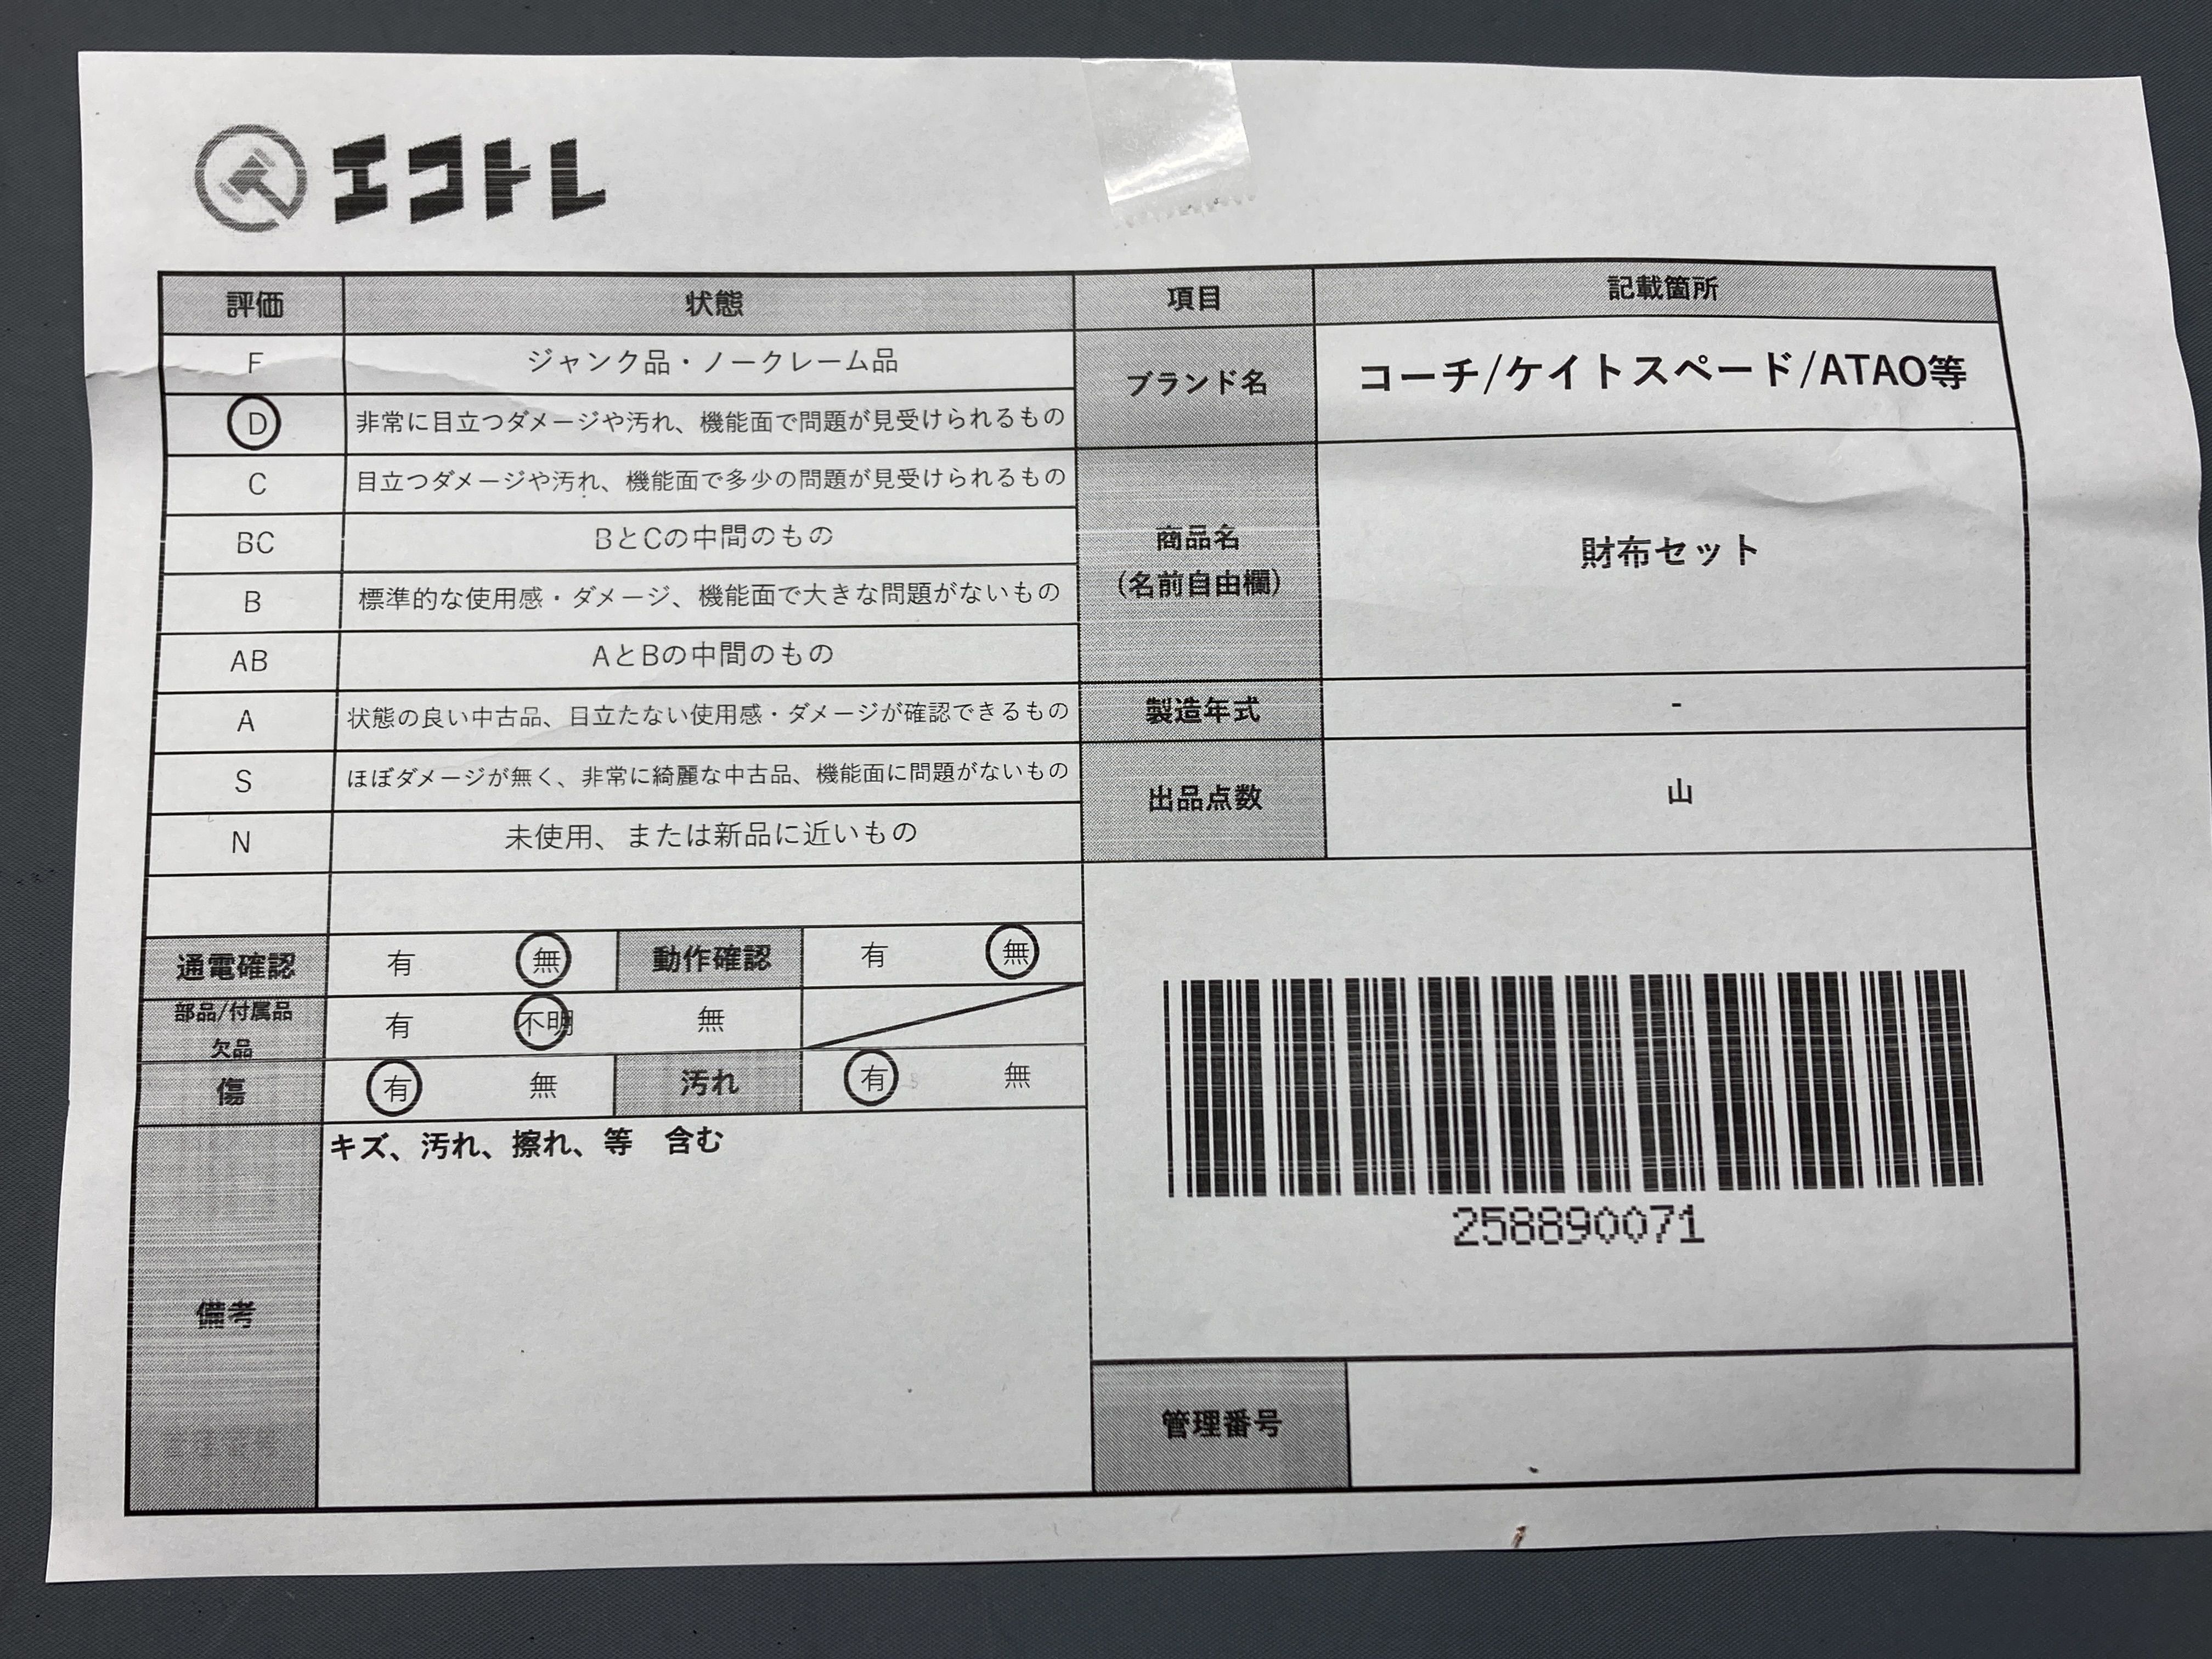 エコトレ
評価 状態 項目 記載箇所
F ジャンク品・ノークレーム品
D 非常に目立つダメージや汚れ、機能面で問題が見受けられるもの
C 目立つダメージや汚れ、機能面で多少の問題が見受けられるもの
BC BとCの中間のもの
B 標準的な使用感・ダメージ、機能面で大きな問題がないもの
AB AとBの中間のもの
A 状態の良い中古品、目立たない使用感・ダメージが確認できるもの
S ほぼダメージが無く、非常に綺麗な中古品、機能面に問題がないもの
N 未使用、または新品に近いもの
ブランド名 コーチ/ケイトスペード/ATAO等
商品名
(名前自由欄)
財布セット
製造年式 -
出品点数 山
通電確認 有 無 動作確認 有 無
部品/付属品
欠品
有 不明 無
傷 有 無 汚れ 有 無
備考
キズ、汚れ、擦れ、等 含む
258890071
管理番号